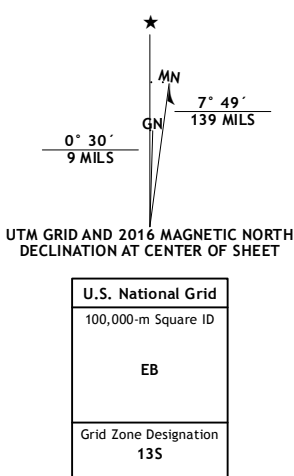 ★
MN
GN
7° 49´
139 MILS
0° 30´
9 MILS
UTM GRID AND 2016 MAGNETIC NORTH
DECLINATION AT CENTER OF SHEET
U.S. National Grid
100,000-m Square ID
EB
Grid Zone Designation
13S